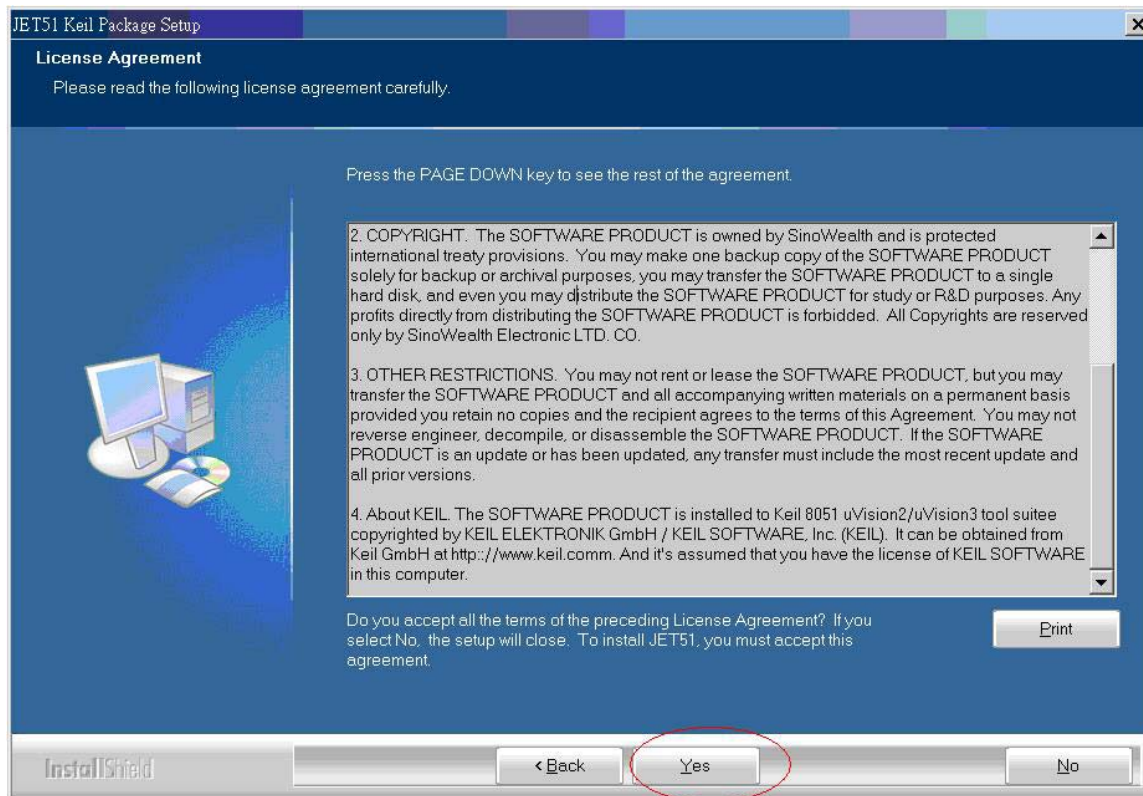 JET51 Keil Package Setup
License Agreement
Please read the following license agreement carefully.
Press the PAGE DOWN key to see the rest of the agreement.
2. COPYRIGHT. The SOFTWARE PRODUCT is owned by SinoWealth and is protected
international treaty provisions. You may make one backup copy of the SOFTWARE PRODUCT
solely for backup or archival purposes, you may transfer the SOFTWARE PRODUCT to a single
hard disk, and even you may distribute the SOFTWARE PRODUCT for study or R&D purposes. Any
profits directly from distributing the SOFTWARE PRODUCT is forbidden. All Copyrights are reserved
only by SinoWealth Electronic LTD. CO.
3. OTHER RESTRICTIONS. You may not rent or lease the SOFTWARE PRODUCT, but you may
transfer the SOFTWARE PRODUCT and all accompanying written materials on a permanent basis
provided you retain no copies and the recipient agrees to the terms of this Agreement. You may not
reverse engineer, decompile, or disassemble the SOFTWARE PRODUCT. If the SOFTWARE
PRODUCT is an update or has been updated, any transfer must include the most recent update and
all prior versions.
4. About KEIL. The SOFTWARE PRODUCT is installed to Keil 8051 uVision2/uVision3 tool suitee
copyrighted by KEIL ELEKTRONIK GmbH / KEIL SOFTWARE, Inc. (KEIL). It can be obtained from
Keil GmbH at http:://www.keil.comm. And it's assumed that you have the license of KEIL SOFTWARE
in this computer.
Do you accept all the terms of the preceding License Agreement? If you
select No, the setup will close. To install JET51, you must accept this
agreement.
Print
InstallShield
< Back
Yes
No